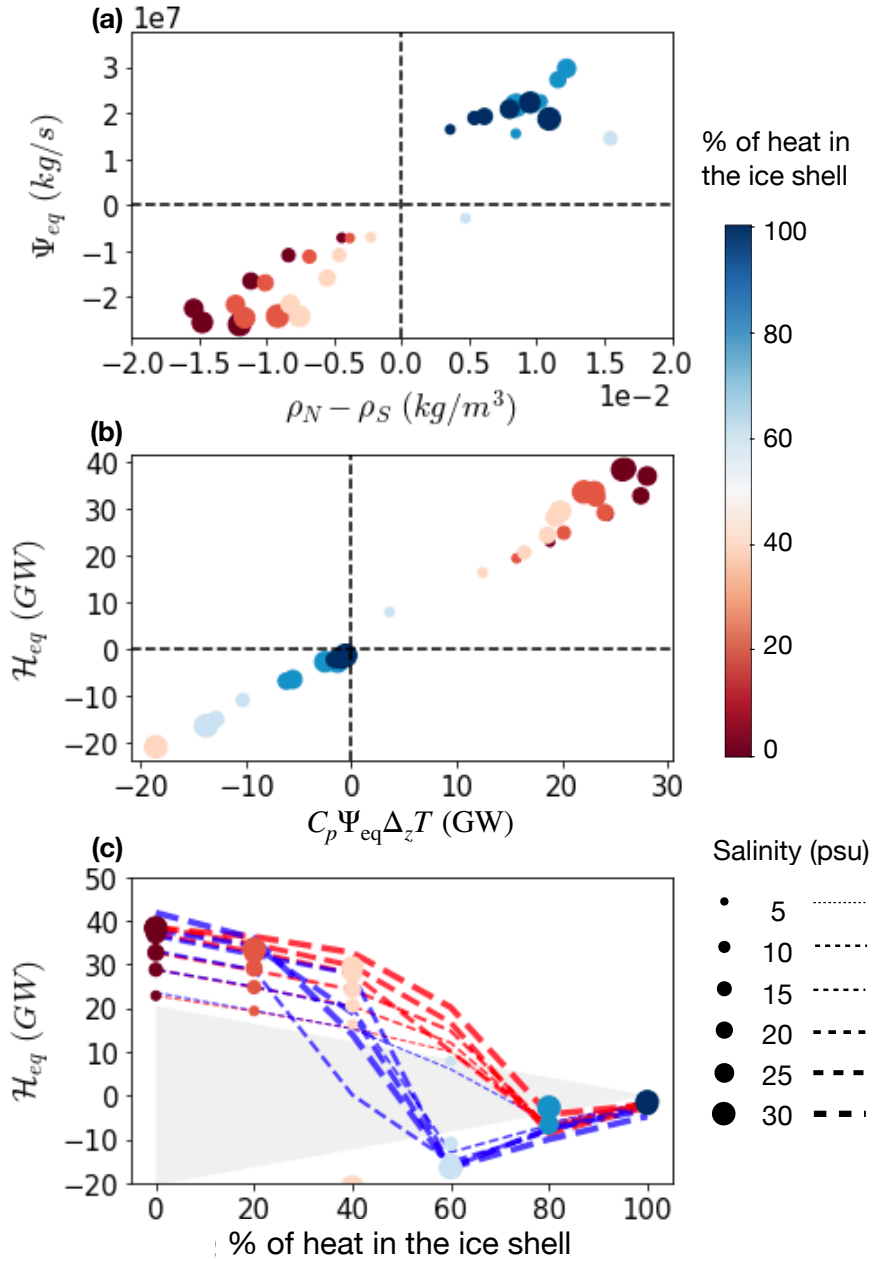 (a)
1e7
3
2
1
0
−1
−2
Ψeq (kg/s)
−2.0 −1.5 −1.0 −0.5 0.0 0.5 1.0 1.5 2.0
1e−2
ρN − ρS (kg/m³)
% of heat in
the ice shell
100
80
60
40
20
0
(b)
40
30
20
10
0
−10
−20
Heq (GW)
−20 −10 0 10 20 30
CpΨeqΔzT (GW)
(c)
50
40
30
20
10
0
−10
−20
Heq (GW)
0 20 40 60 80 100
% of heat in the ice shell
Salinity (psu)
5
10
15
20
25
30